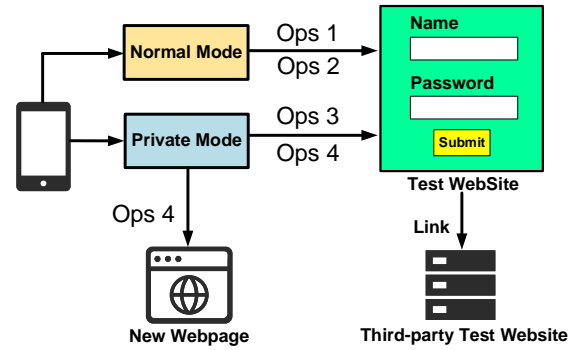 Normal Mode
Ops 1
Ops 2
Name
Password
Submit
Private Mode
Ops 3
Ops 4
Test WebSite
Ops 4
Link
New Webpage
Third-party Test Website